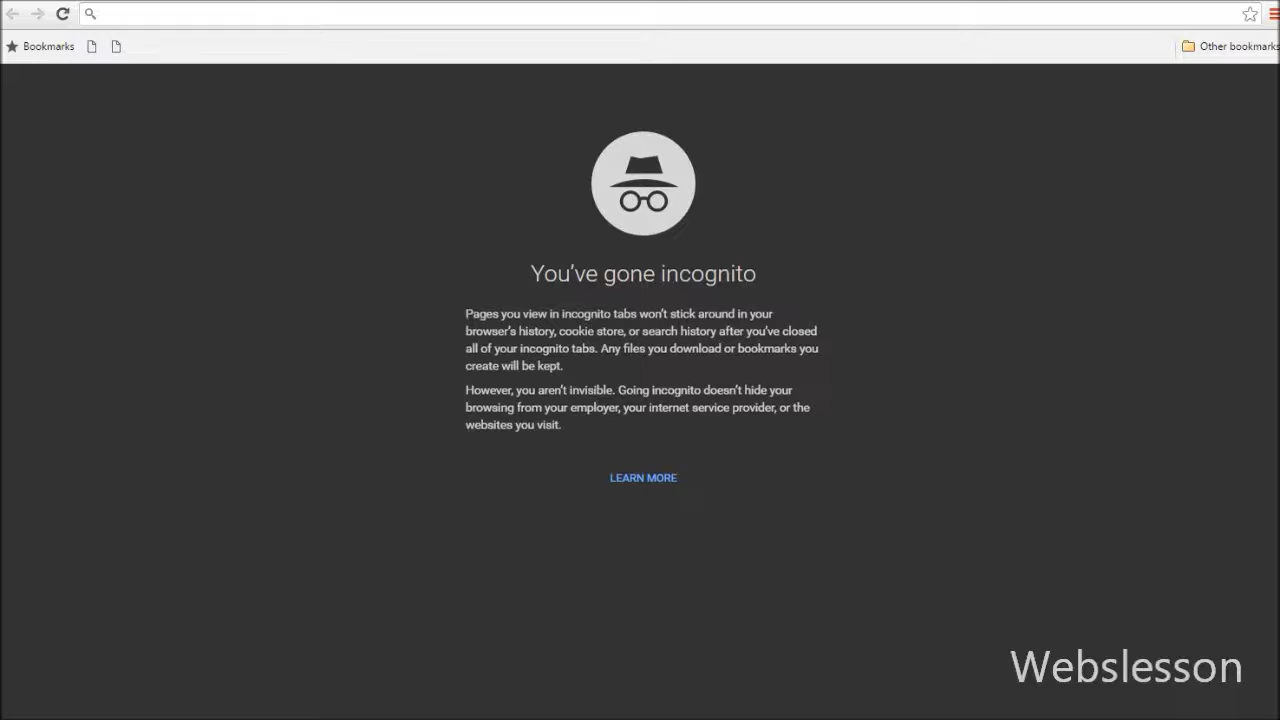 Bookmarks
Other bookmarks
You've gone incognito
Pages you view in incognito tabs won't stick around in your
browser's history, cookie store, or search history after you've closed
all of your incognito tabs. Any files you download or bookmarks you
create will be kept.
However, you aren't invisible. Going incognito doesn't hide your
browsing from your employer, your internet service provider, or the
websites you visit.
LEARN MORE
Webslesson